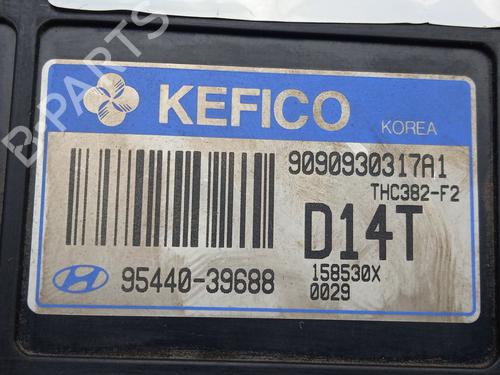 KEFICO
KOREA
9090930317A1
THC382-F2
D14T
95440-39688
158530X
0029
B-PARTS